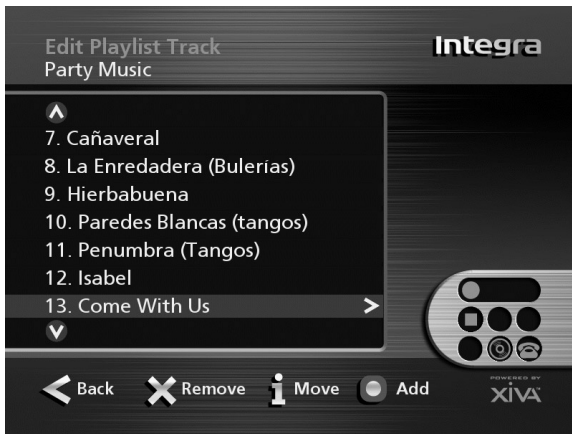 Edit Playlist Track
Integra
Party Music
7. Cañaveral
8. La Enredadera (Bulerías)
9. Hierbabuena
10. Paredes Blancas (tangos)
11. Penumbra (Tangos)
12. Isabel
13. Come With Us
Back Remove Move Add
POWERED BY
XiVA